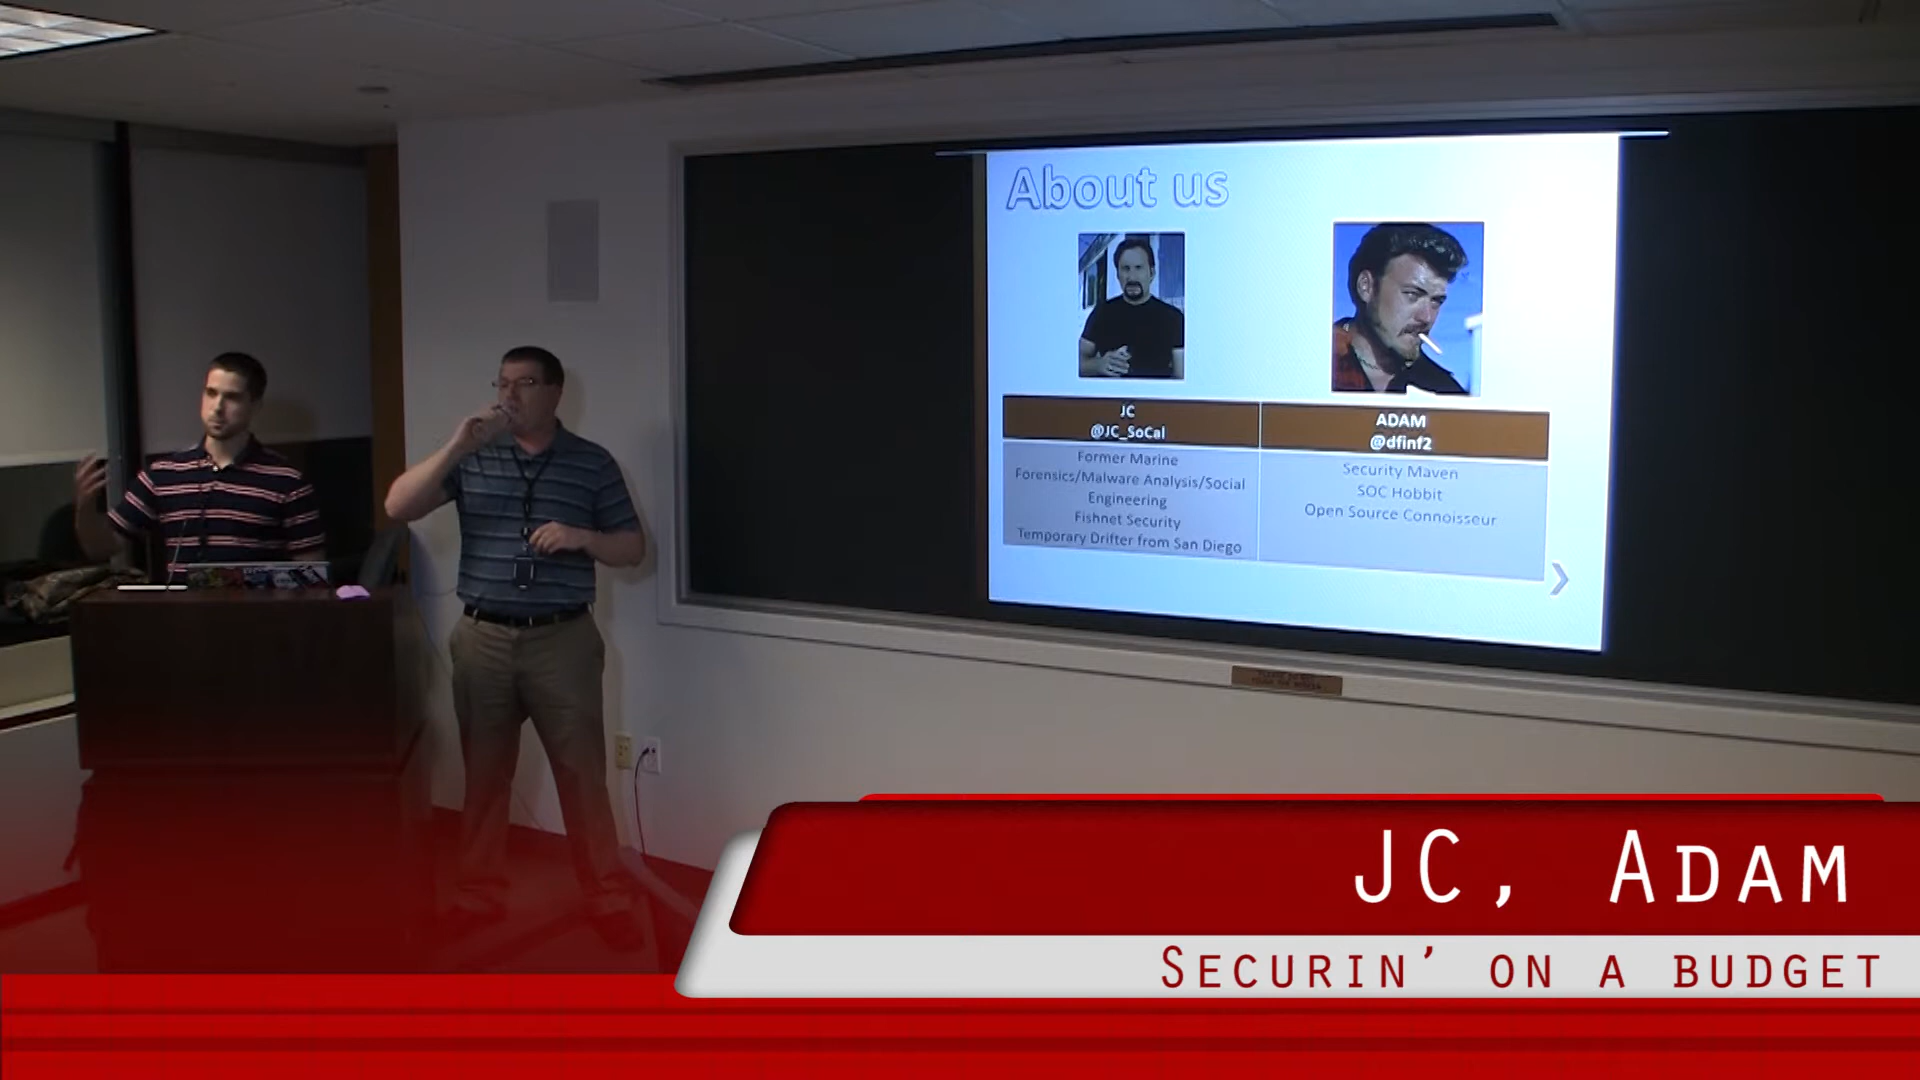 About us
JC
@JC_SoCal
Former Marine
Forensics/Malware Analysis/Social
Engineering
Fishnet Security
Temporary Drifter from San Diego
ADAM
@dfinf2
Security Maven
SOC Hobbit
Open Source Connoisseur
JC, Adam
Securin’ on a budget